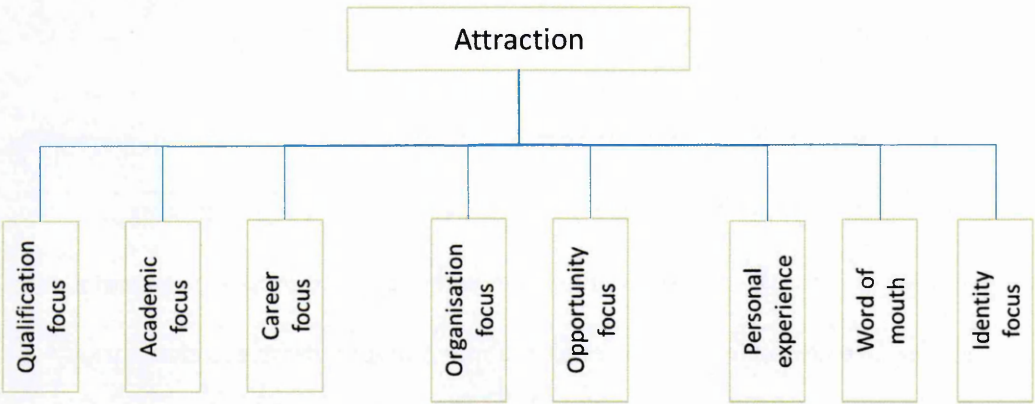 Attraction
Qualification
focus
Academic
focus
Career
focus
Organisation
focus
Opportunity
focus
Personal
experience
Word of
mouth
Identity
focus